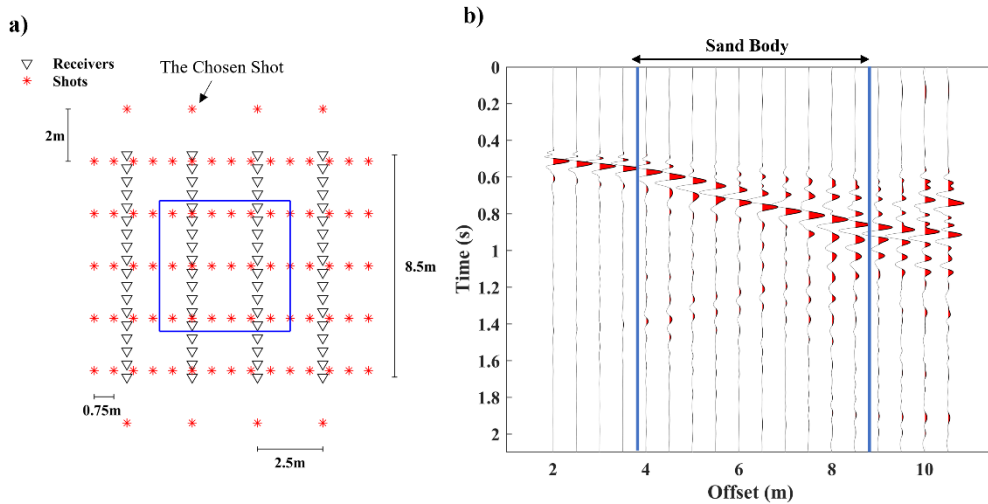 a)
Receivers
Shots
The Chosen Shot
2m
8.5m
0.75m
2.5m
b)
Sand Body
0
0.2
0.4
0.6
0.8
1
1.2
1.4
1.6
1.8
2
Time (s)
2
4
6
8
10
Offset (m)